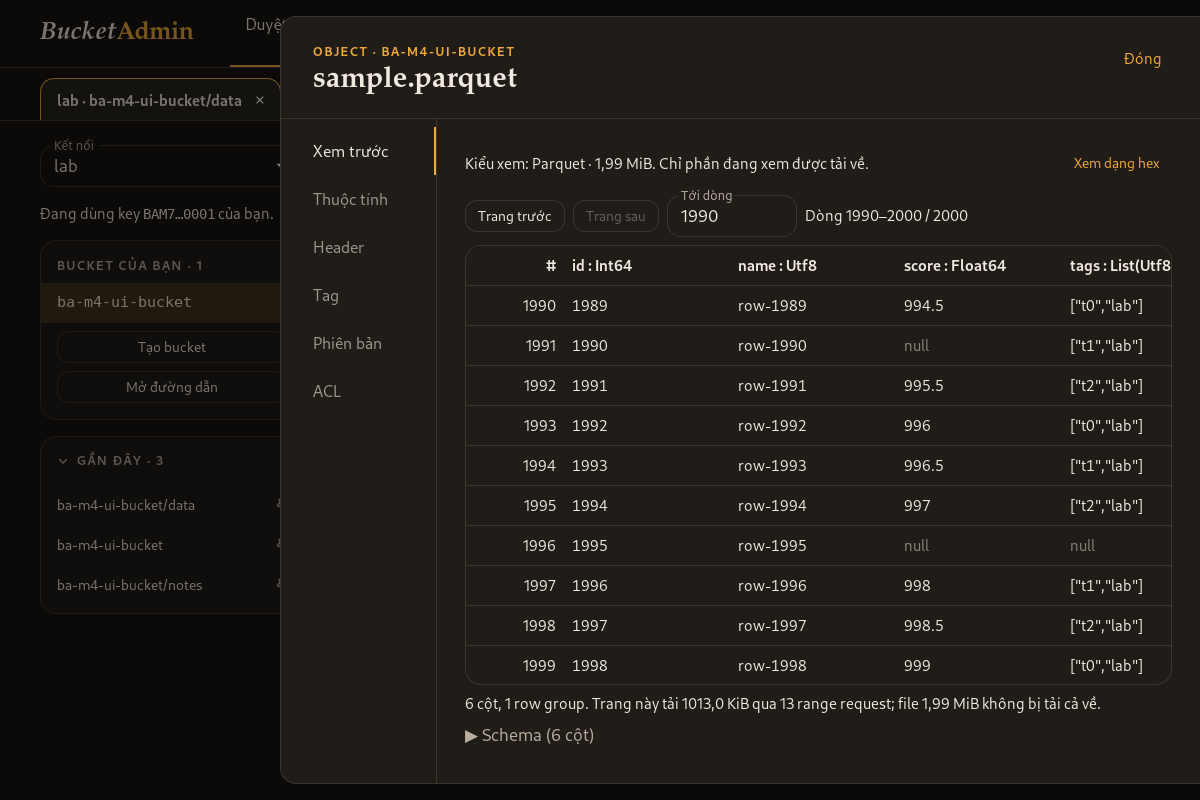 BucketAdmin
OBJECT · BA-M4-UI-BUCKET
sample.parquet
Đóng
lab · ba-m4-ui-bucket/data ×
Kết nối
lab
Đang dùng key BAM7…0001 của bạn.
BUCKET CỦA BẠN · 1
ba-m4-ui-bucket
Tạo bucket
Mở đường dẫn
GẦN ĐÂY · 3
ba-m4-ui-bucket/data
ba-m4-ui-bucket
ba-m4-ui-bucket/notes
Xem trước
Thuộc tính
Header
Tag
Phiên bản
ACL
Kiểu xem: Parquet · 1,99 MiB. Chỉ phần đang xem được tải về.
Xem dạng hex
Trang trước
Trang sau
Tới dòng
1990
Dòng 1990–2000 / 2000
# id : Int64 name : Utf8 score : Float64 tags : List(Utf8
1990 1989 row-1989 994.5 ["t0","lab"]
1991 1990 row-1990 null ["t1","lab"]
1992 1991 row-1991 995.5 ["t2","lab"]
1993 1992 row-1992 996 ["t0","lab"]
1994 1993 row-1993 996.5 ["t1","lab"]
1995 1994 row-1994 997 ["t2","lab"]
1996 1995 row-1995 null null
1997 1996 row-1996 998 ["t1","lab"]
1998 1997 row-1997 998.5 ["t2","lab"]
1999 1998 row-1998 999 ["t0","lab"]
6 cột, 1 row group. Trang này tải 1013,0 KiB qua 13 range request; file 1,99 MiB không bị tải cả về.
▶ Schema (6 cột)